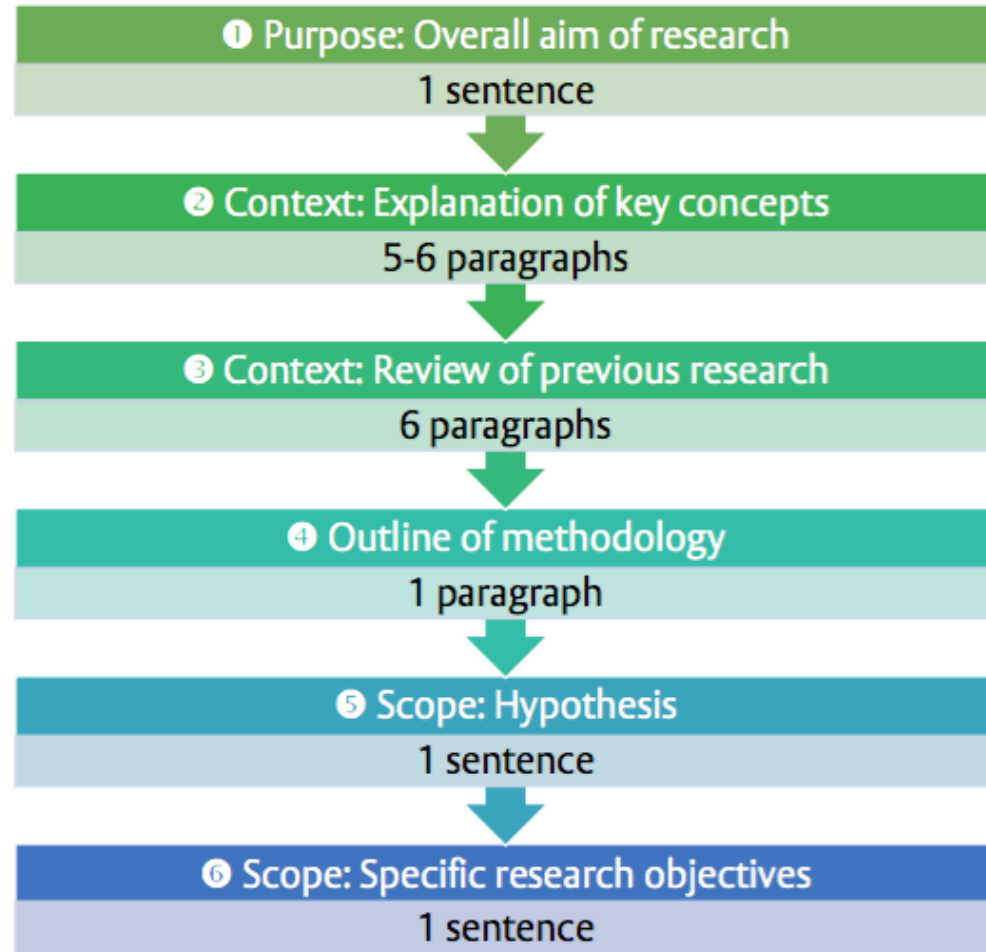 ❶ Purpose: Overall aim of research
1 sentence
❷ Context: Explanation of key concepts
5-6 paragraphs
❸ Context: Review of previous research
6 paragraphs
❹ Outline of methodology
1 paragraph
❺ Scope: Hypothesis
1 sentence
❻ Scope: Specific research objectives
1 sentence